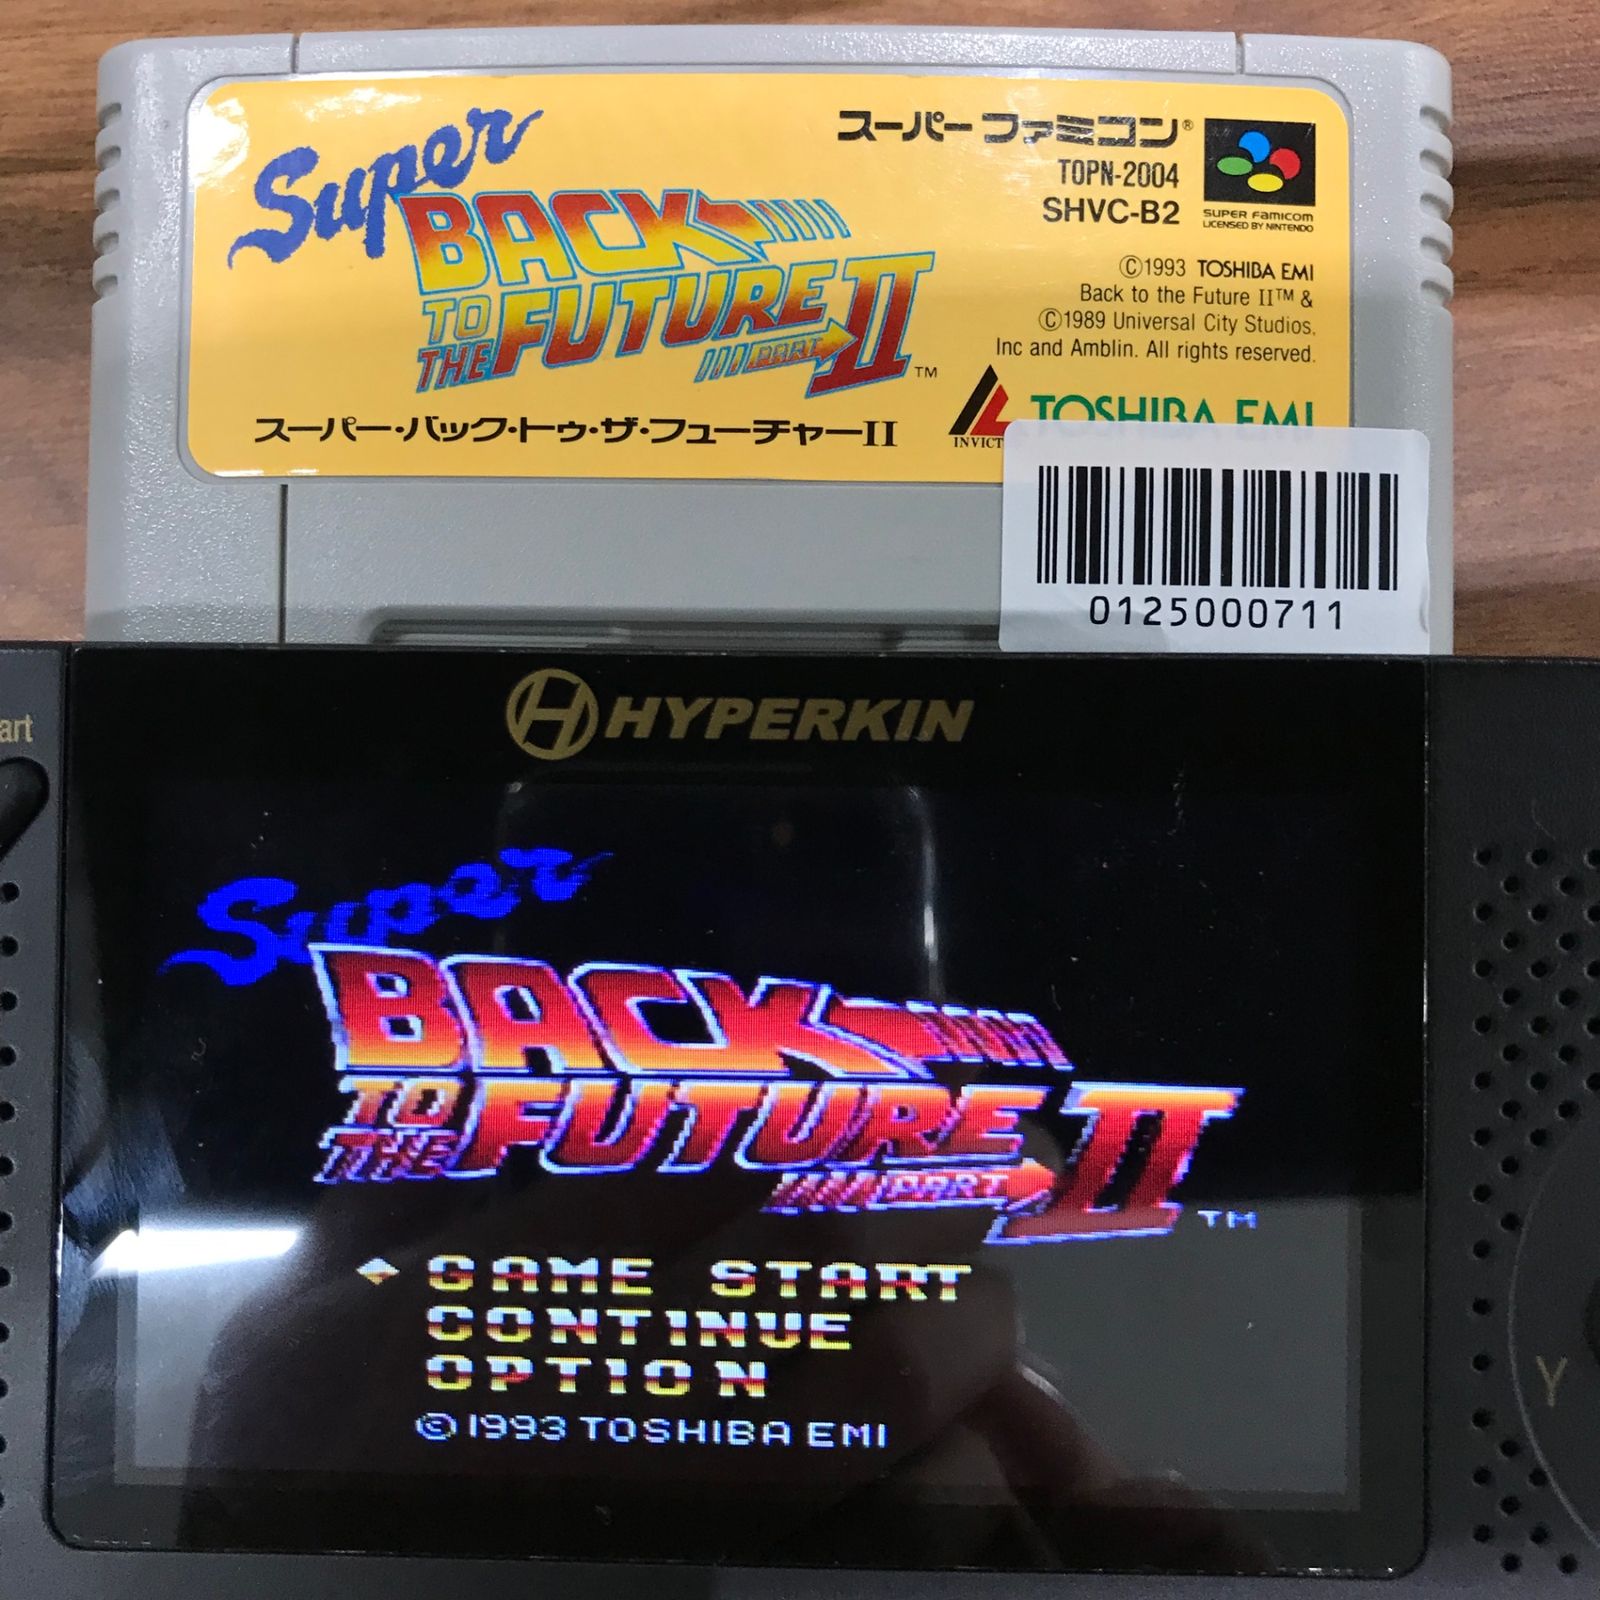 Super
BACK
TO THE FUTURE
PART II
TM
スーパー・バック・トゥ・ザ・フューチャーII
スーパーファミコン®
TOPN-2004
SHVC-B2
SUPER FAMICOM
LICENSED BY NINTENDO
©1993 TOSHIBA EMI
Back to the Future II™ &
©1989 Universal City Studios,
Inc and Amblin. All rights reserved.
TOSHIBA EMI
0125000711
HYPERKIN
Super
BACK
TO THE FUTURE
PART II
TM
GAME START
CONTINUE
OPTION
©1993 TOSHIBA EMI
Y